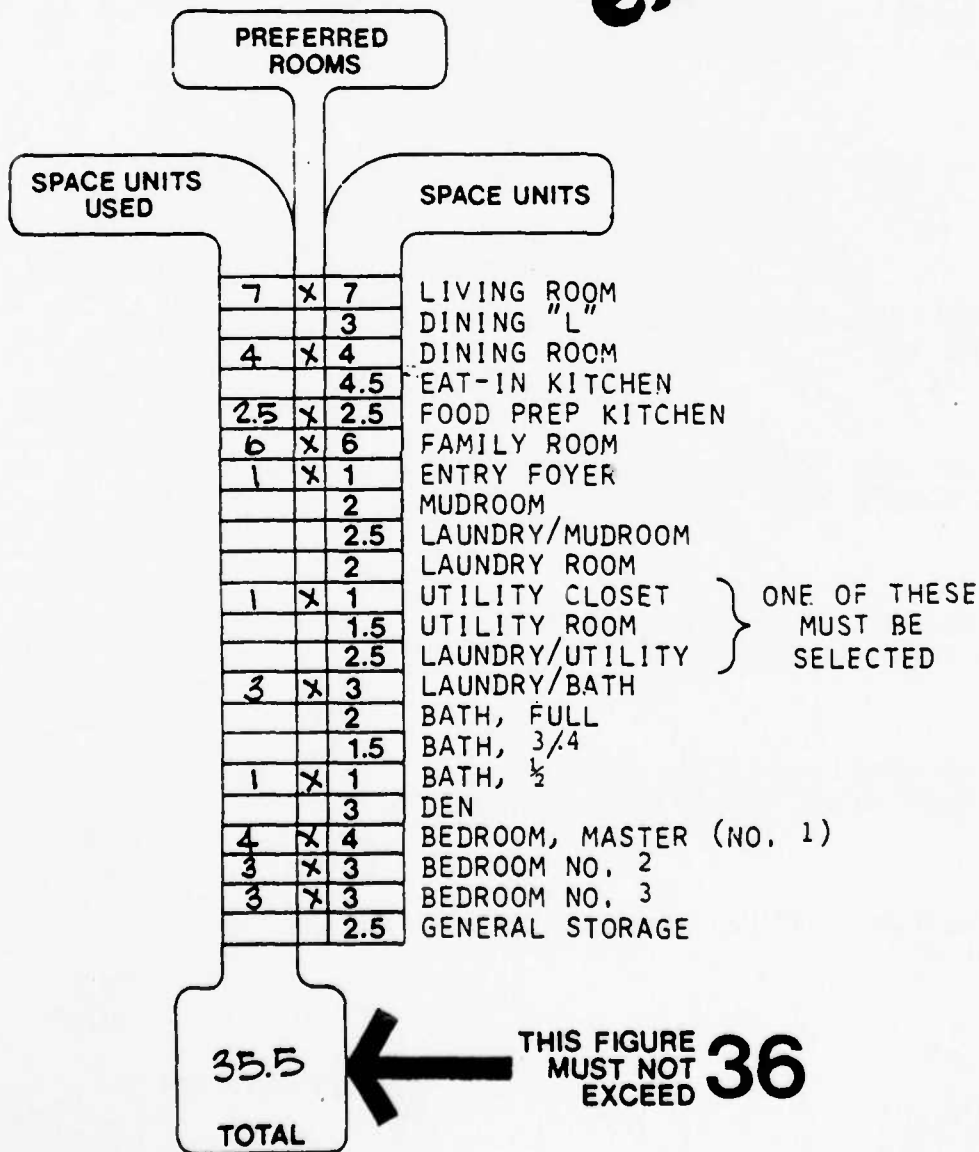 PREFERRED
ROOMS
SPACE UNITS
USED
SPACE UNITS
7 x 7 LIVING ROOM
3 DINING "L"
4 x 4 DINING ROOM
4.5 EAT-IN KITCHEN
2.5 x 2.5 FOOD PREP KITCHEN
6 x 6 FAMILY ROOM
1 x 1 ENTRY FOYER
2 MUDROOM
2.5 LAUNDRY/MUDROOM
2 LAUNDRY ROOM
1 x 1 UTILITY CLOSET
1.5 UTILITY ROOM
2.5 LAUNDRY/UTILITY
ONE OF THESE
MUST BE
SELECTED
3 x 3 LAUNDRY/BATH
2 BATH, FULL
1.5 BATH, 3/4
1 x 1 BATH, ½
3 DEN
4 x 4 BEDROOM, MASTER (NO. 1)
3 x 3 BEDROOM NO. 2
3 x 3 BEDROOM NO. 3
2.5 GENERAL STORAGE
35.5
TOTAL
THIS FIGURE
MUST NOT
EXCEED
36